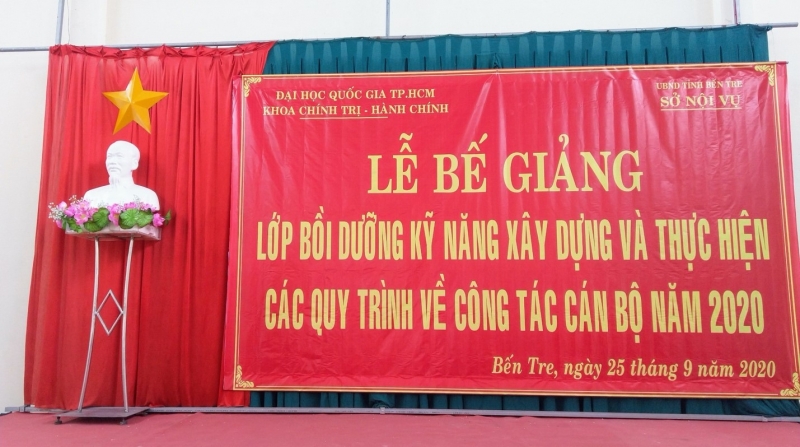 ĐẠI HỌC QUỐC GIA TP.HCM
KHOA CHÍNH TRỊ - HÀNH CHÍNH
UBND TỈNH BẾN TRE
SỞ NỘI VỤ
LỄ BẾ GIẢNG
LỚP BỒI DƯỠNG KỸ NĂNG XÂY DỰNG VÀ THỰC HIỆN
CÁC QUY TRÌNH VỀ CÔNG TÁC CÁN BỘ NĂM 2020
Bến Tre, ngày 25 tháng 9 năm 2020